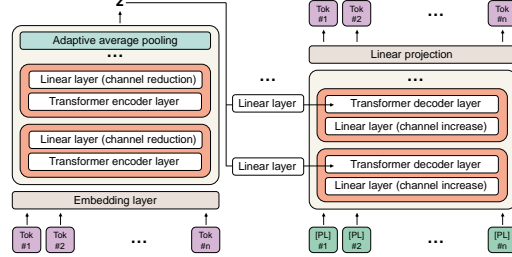 z
Adaptive average pooling
...
Linear layer (channel reduction)
Transformer encoder layer
Linear layer (channel reduction)
Transformer encoder layer
Embedding layer
Tok #1
Tok #2
...
Tok #n
...
Linear layer
Linear layer
Tok #1
Tok #2
...
Tok #n
Linear projection
...
Transformer decoder layer
Linear layer (channel increase)
Transformer decoder layer
Linear layer (channel increase)
[PL] #1
[PL] #2
...
[PL] #n